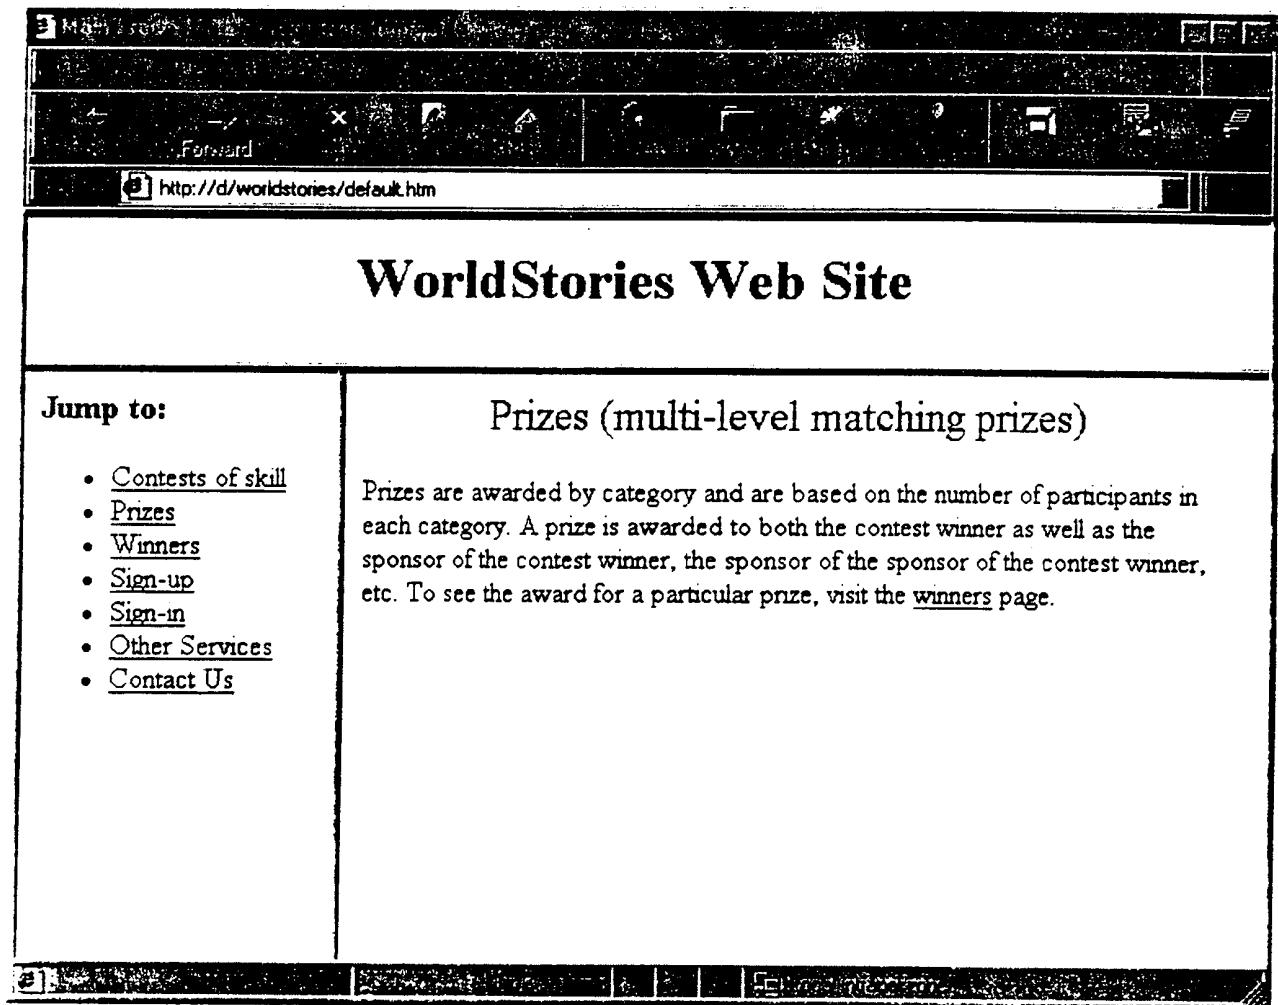 Forward
http://d/worldstories/default.htm
WorldStories Web Site
Jump to:
Contests of skill
Prizes
Winners
Sign-up
Sign-in
Other Services
Contact Us
Prizes (multi-level matching prizes)
Prizes are awarded by category and are based on the number of participants in
each category. A prize is awarded to both the contest winner as well as the
sponsor of the contest winner, the sponsor of the sponsor of the contest winner,
etc. To see the award for a particular prize, visit the winners page.